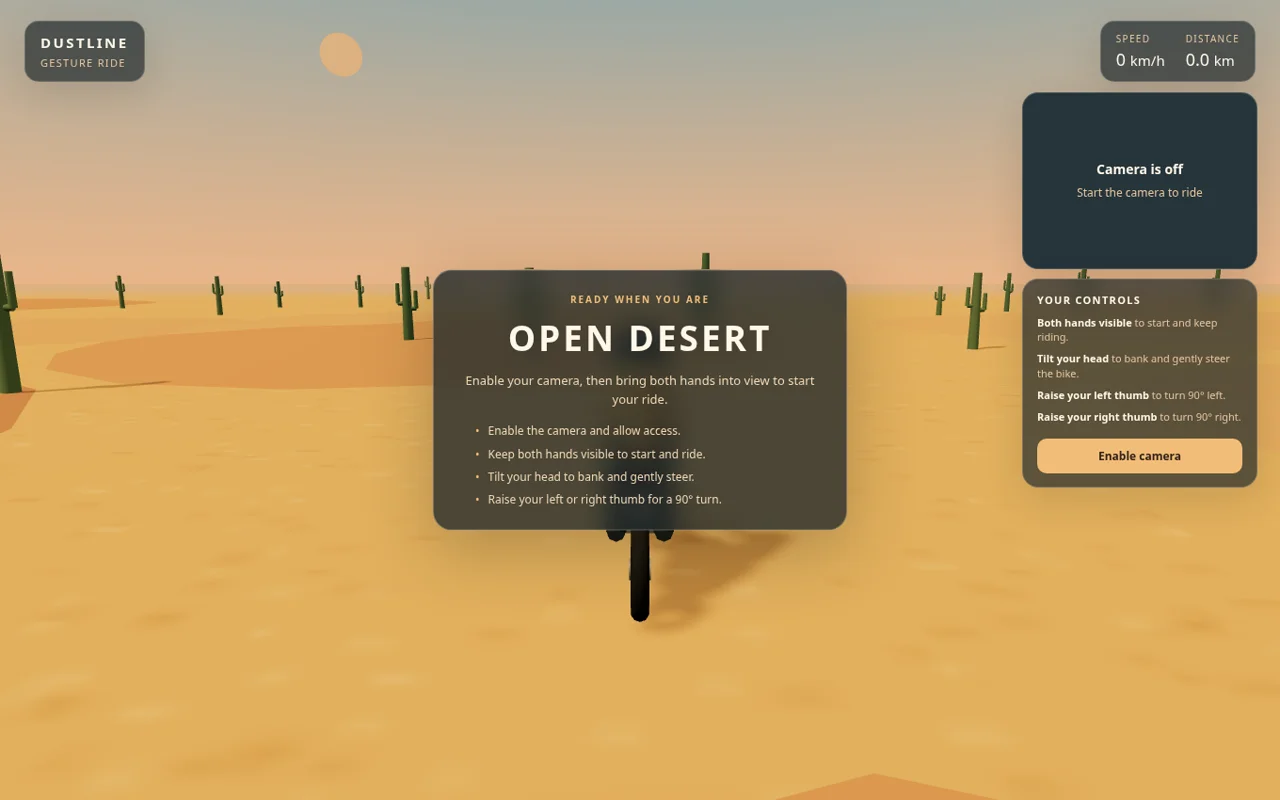 DUSTLINE
GESTURE RIDE
SPEED
0 km/h
DISTANCE
0.0 km
Camera is off
Start the camera to ride
READY WHEN YOU ARE
OPEN DESERT
Enable your camera, then bring both hands into view to start
your ride.
• Enable the camera and allow access.
• Keep both hands visible to start and ride.
• Tilt your head to bank and gently steer.
• Raise your left or right thumb for a 90° turn.
YOUR CONTROLS
Both hands visible to start and keep
riding.
Tilt your head to bank and gently steer
the bike.
Raise your left thumb to turn 90° left.
Raise your right thumb to turn 90° right.
Enable camera